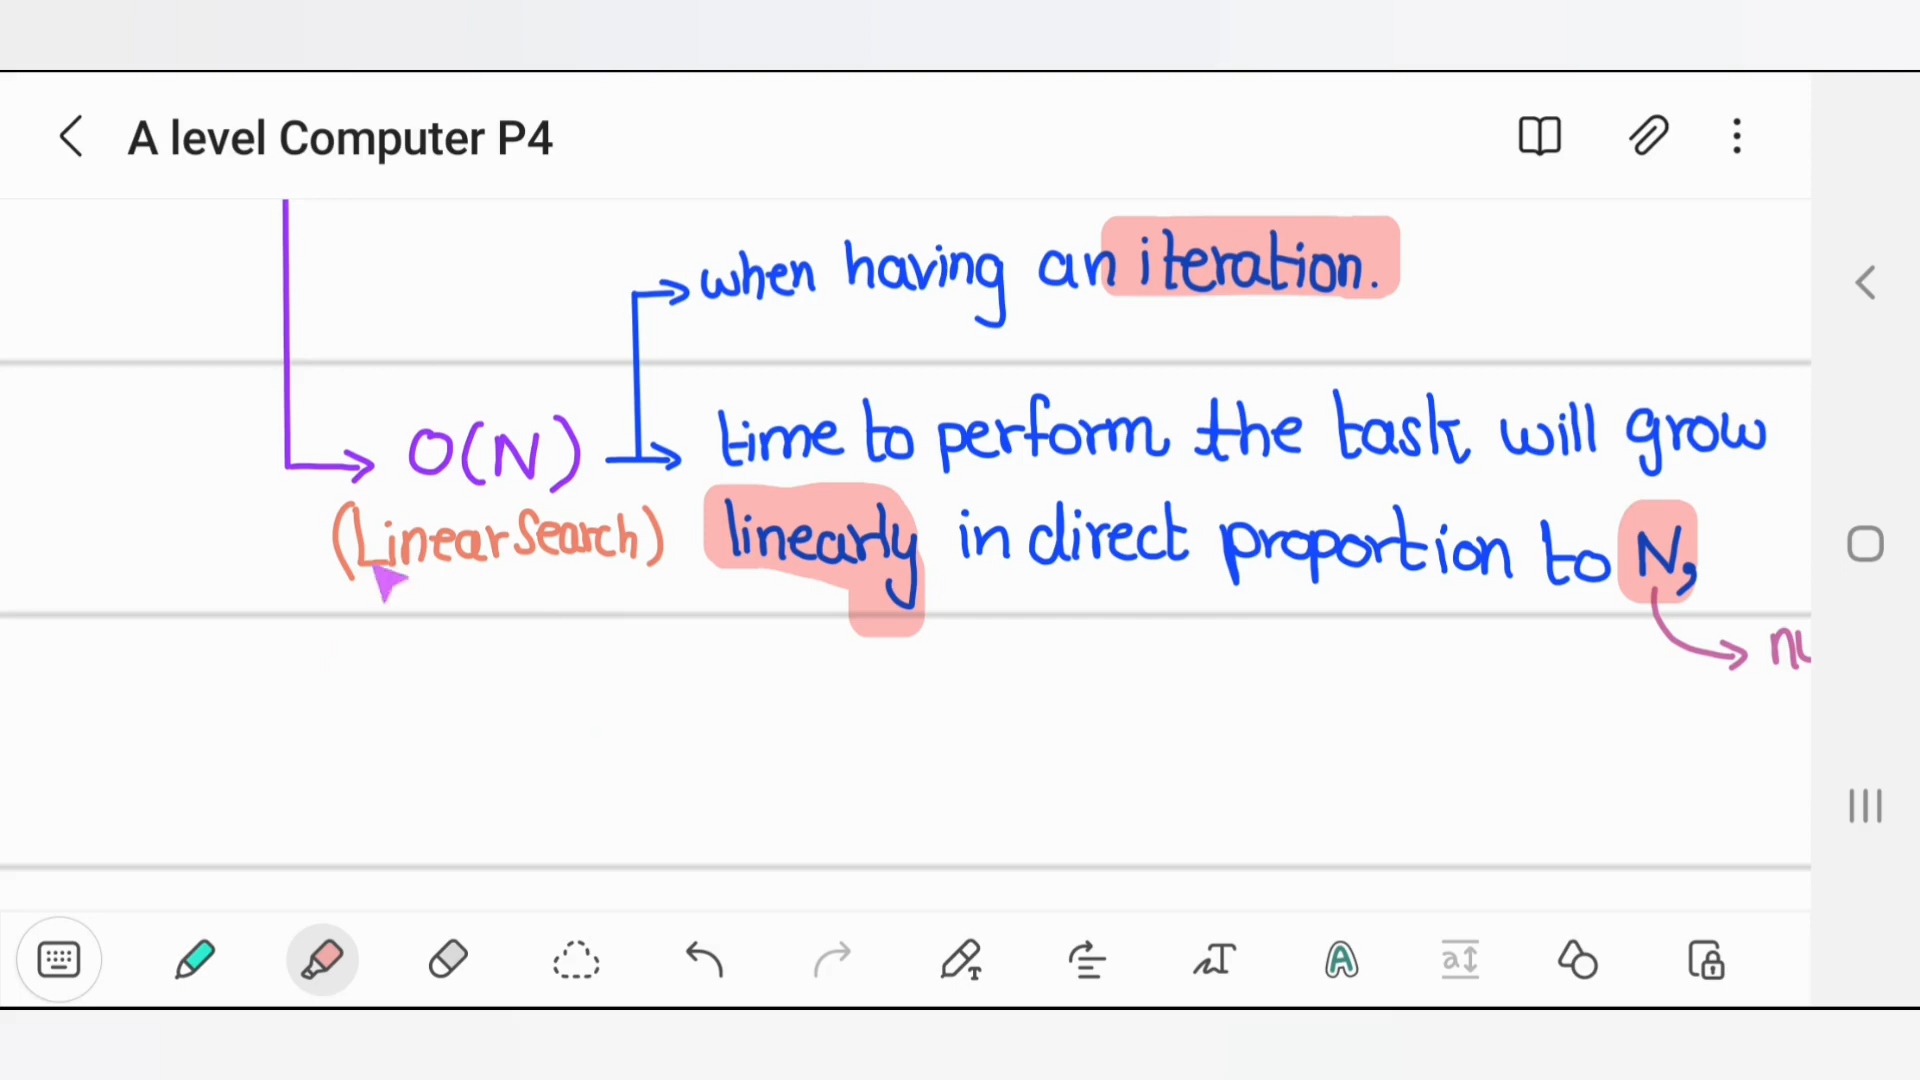 A level Computer P4
when having an iteration.
O(N) time to perform the task will grow
(Linear Search) linearly in direct proportion to N,